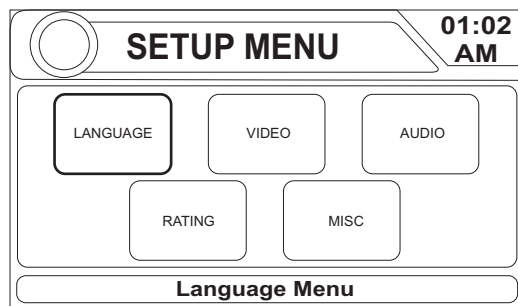 SETUP MENU
01:02
AM
LANGUAGE
VIDEO
AUDIO
RATING
MISC
Language Menu